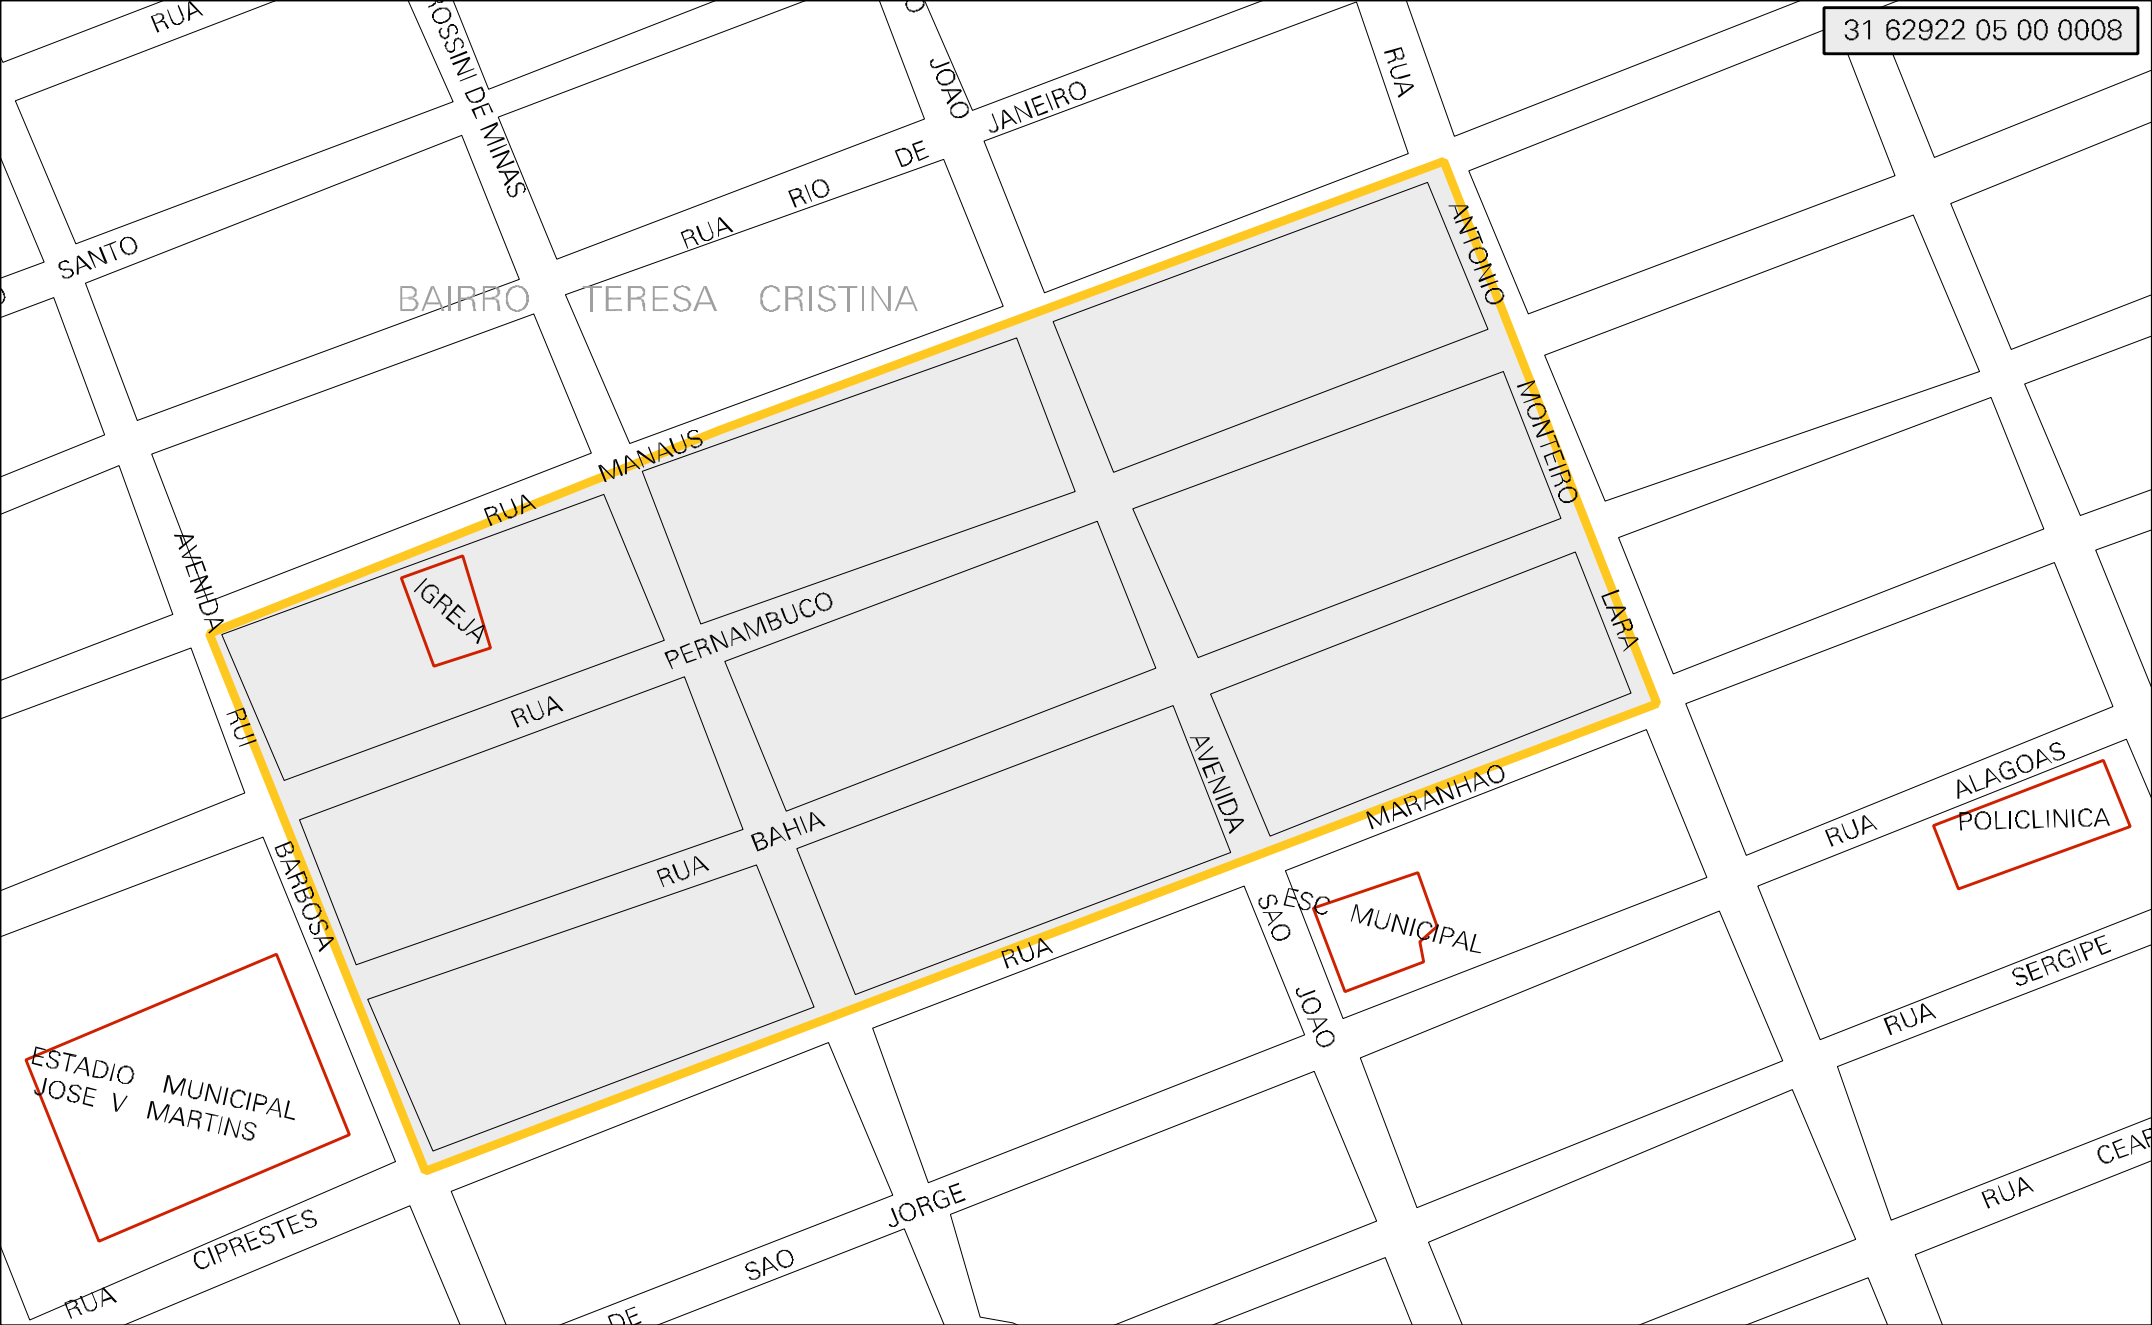 31 62922 05 00 0008
RUA
ROSSINI DE MINAS
JOAO
RUA
JANEIRO
RUA RIO DE
SANTO
BAIRRO TERESA CRISTINA
ANTONIO
MONTEIRO
LARA
RUA MANAUS
AVENIDA
RUI
BARBOSA
IGREJA
RUA PERNAMBUCO
RUA BAHIA
AVENIDA
SAO
JOAO
RUA MARANHAO
ESC MUNICIPAL
RUA ALAGOAS
POLICLINICA
RUA SERGIPE
RUA
ESTADIO MUNICIPAL
JOSE V MARTINS
RUA CIPRESTES
DE SAO JORGE